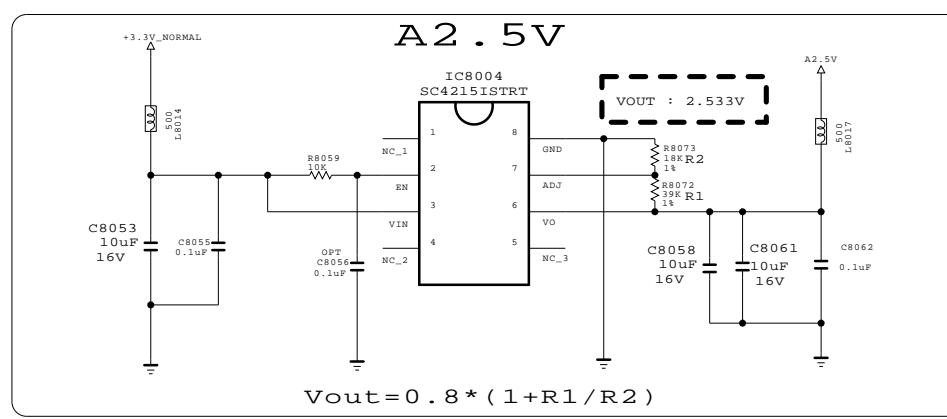 A2.5V
+3.3V_NORMAL
A2.5V
IC8004
SC4215ISTRT
VOUT : 2.533V
500
L8014
500
L8017
1
8
NC_1
GND
R8073
18K R2
1%
R8059
10K
2
7
EN
ADJ
R8072
39K R1
1%
3
6
VIN
VO
C8053
10uF
16V
C8055
0.1uF
OPT
C8056
0.1uF
4
5
NC_2
NC_3
C8058
10uF
16V
C8061
10uF
16V
C8062
0.1uF
Vout=0.8*(1+R1/R2)